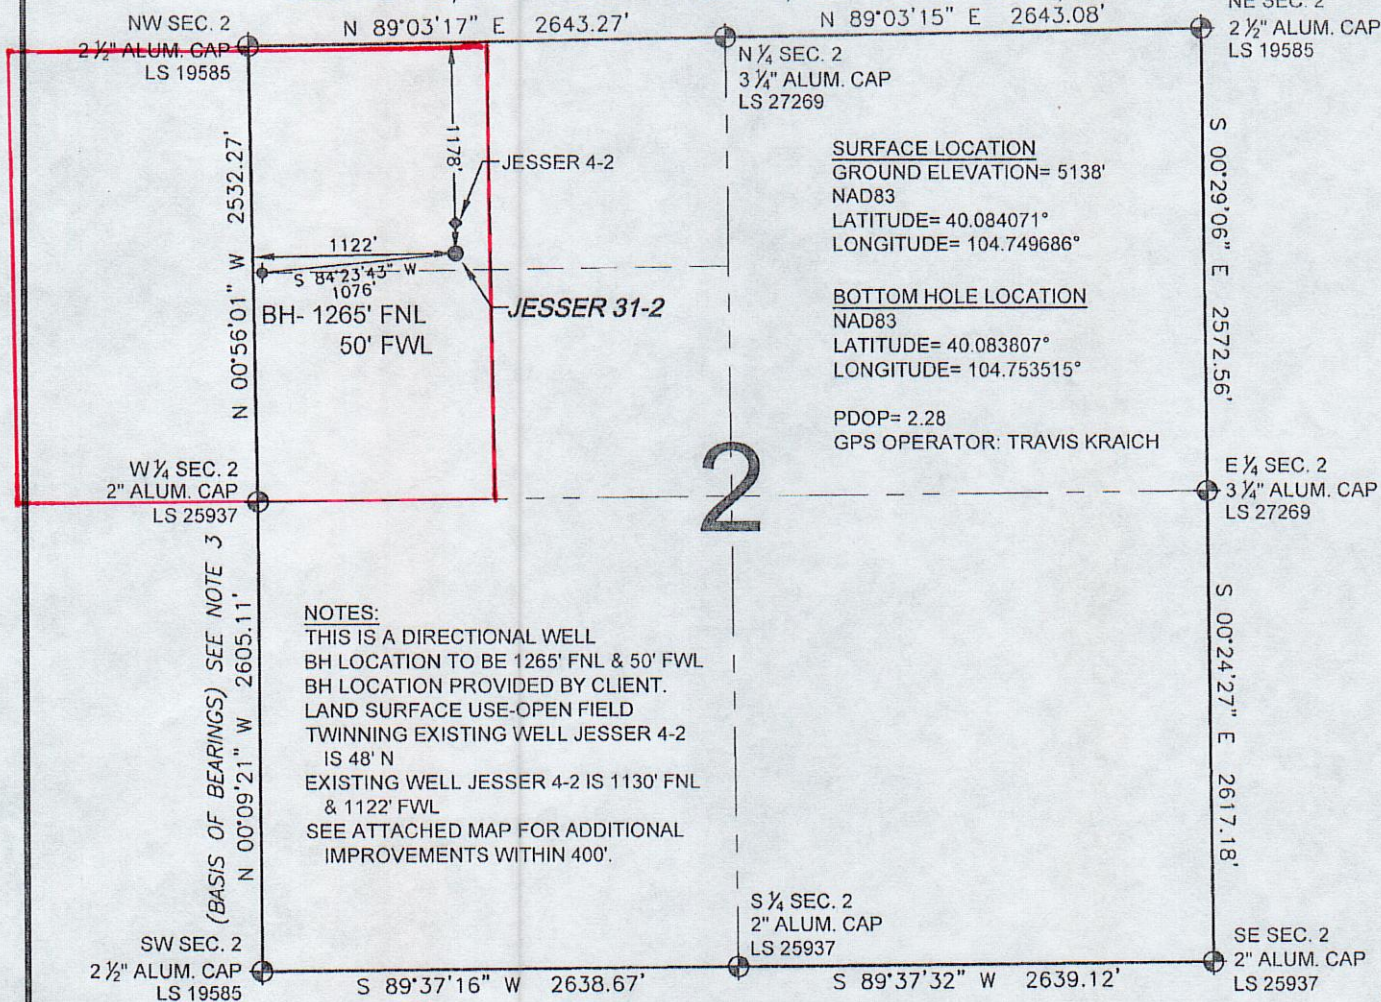 NW SEC. 2
2 ½" ALUM. CAP
LS 19585
N 89°03'17" E 2643.27'
N 89°03'15" E 2643.08'
NE SEC. 2
2 ½" ALUM. CAP
LS 19585
N ¼ SEC. 2
3 ¼" ALUM. CAP
LS 27269
N 00°56'01" W 2532.27'
1178'
JESSER 4-2
1122'
S 84°23'43" W
1076'
BH- 1265' FNL
50' FWL
JESSER 31-2
SURFACE LOCATION
GROUND ELEVATION= 5138'
NAD83
LATITUDE= 40.084071°
LONGITUDE= 104.749686°
BOTTOM HOLE LOCATION
NAD83
LATITUDE= 40.083807°
LONGITUDE= 104.753515°
PDOP= 2.28
GPS OPERATOR: TRAVIS KRAICH
S 00°29'06" E 2572.56'
W ¼ SEC. 2
2" ALUM. CAP
LS 25937
2
E ¼ SEC. 2
3 ¼" ALUM. CAP
LS 27269
(BASIS OF BEARINGS) SEE NOTE 3
N 00°09'21" W 2605.11'
NOTES:
THIS IS A DIRECTIONAL WELL
BH LOCATION TO BE 1265' FNL & 50' FWL
BH LOCATION PROVIDED BY CLIENT.
LAND SURFACE USE-OPEN FIELD
TWINNING EXISTING WELL JESSER 4-2
IS 48' N
EXISTING WELL JESSER 4-2 IS 1130' FNL
& 1122' FWL
SEE ATTACHED MAP FOR ADDITIONAL
IMPROVEMENTS WITHIN 400'.
S 00°24'27" E 2617.18'
SW SEC. 2
2 ½" ALUM. CAP
LS 19585
S 89°37'16" W 2638.67'
S ¼ SEC. 2
2" ALUM. CAP
LS 25937
S 89°37'32" W 2639.12'
SE SEC. 2
2" ALUM. CAP
LS 25937